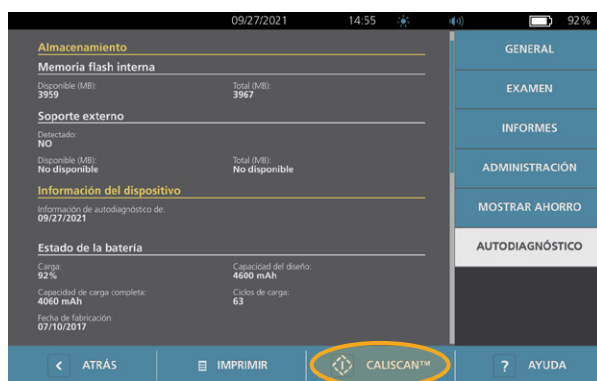 09/27/2021 14:55 92%
Almacenamiento
Memoria flash interna
Disponible (MB): Total (MB):
3959 3967
Soporte externo
Detectado:
NO
Disponible (MB): Total (MB):
No disponible No disponible
Información del dispositivo
Información de autodiagnóstico de:
09/27/2021
Estado de la batería
Carga: Capacidad del diseño:
92% 4600 mAh
Capacidad de carga completa: Ciclos de carga:
4060 mAh 63
Fecha de fabricación:
07/10/2017
GENERAL
EXAMEN
INFORMES
ADMINISTRACIÓN
MOSTRAR AHORRO
AUTODIAGNÓSTICO
ATRÁS IMPRIMIR CALISCAN™ ? AYUDA